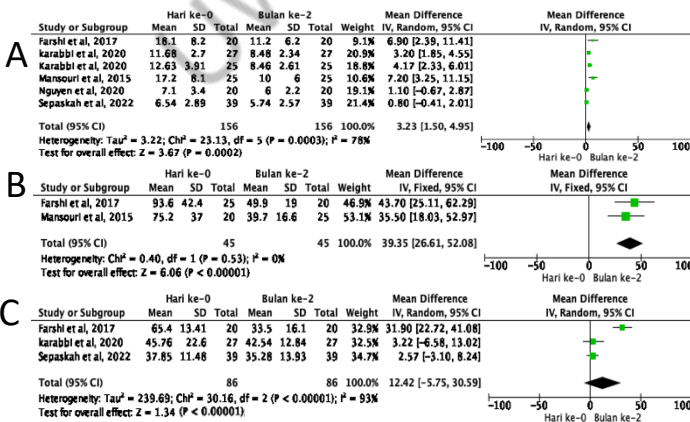 A
Hari ke-0 Bulan ke-2 Mean Difference Mean Difference
Study or Subgroup Mean SD Total Mean SD Total Weight IV, Random, 95% CI IV, Random, 95% CI
Farshi et al, 2017 18.1 8.2 20 11.2 6.2 20 9.1% 6.90 [2.39, 11.41]
karabbl et al, 2020 11.68 2.7 27 8.48 2.34 27 20.9% 3.20 [1.85, 4.55]
Karabbl et al, 2020 12.63 3.91 25 8.46 2.61 25 18.8% 4.17 [2.33, 6.01]
Mansouri et al, 2015 17.2 8.1 25 10 6 25 10.6% 7.20 [3.25, 11.15]
Nguyen et al, 2020 7.1 3.4 20 6 2.2 20 19.2% 1.10 [-0.67, 2.87]
Sepaskah et al, 2022 6.54 2.89 39 5.74 2.57 39 21.4% 0.80 [-0.41, 2.01]
Total (95% CI) 156 156 100.0% 3.23 [1.50, 4.95]
Heterogeneity: Tau² = 3.22; Chi² = 23.13, df = 5 (P = 0.0003); I² = 78%
Test for overall effect: Z = 3.67 (P = 0.0002)
-100 -50 0 50 100
Hari ke-0 Bulan ke-2
B
Hari ke-0 Bulan ke-2 Mean Difference Mean Difference
Study or Subgroup Mean SD Total Mean SD Total Weight IV, Fixed, 95% CI IV, Fixed, 95% CI
Farshi et al, 2017 93.6 42.4 25 49.9 19 20 46.9% 43.70 [25.11, 62.29]
Mansouri et al, 2015 75.2 37 20 39.7 16.6 25 53.1% 35.50 [18.03, 52.97]
Total (95% CI) 45 45 100.0% 39.35 [26.61, 52.08]
Heterogeneity: Chi² = 0.40, df = 1 (P = 0.53); I² = 0%
Test for overall effect: Z = 6.06 (P < 0.00001)
-100 -50 0 50 100
Hari ke-0 Bulan ke-2
C
Hari ke-0 Bulan ke-2 Mean Difference Mean Difference
Study or Subgroup Mean SD Total Mean SD Total Weight IV, Random, 95% CI IV, Random, 95% CI
Farshi et al, 2017 65.4 13.41 20 33.5 16.1 20 32.9% 31.90 [22.72, 41.08]
karabbl et al, 2020 45.76 22.6 27 42.54 12.84 27 32.5% 3.22 [-6.58, 13.02]
Sepaskah et al, 2022 37.85 11.48 39 35.28 13.93 39 34.7% 2.57 [-3.10, 8.24]
Total (95% CI) 86 86 100.0% 12.42 [-5.75, 30.59]
Heterogeneity: Tau² = 239.69; Chi² = 30.16, df = 2 (P < 0.00001); I² = 93%
Test for overall effect: Z = 1.34 (P < 0.00001)
-100 -50 0 50 100
Hari ke-0 Bulan ke-2